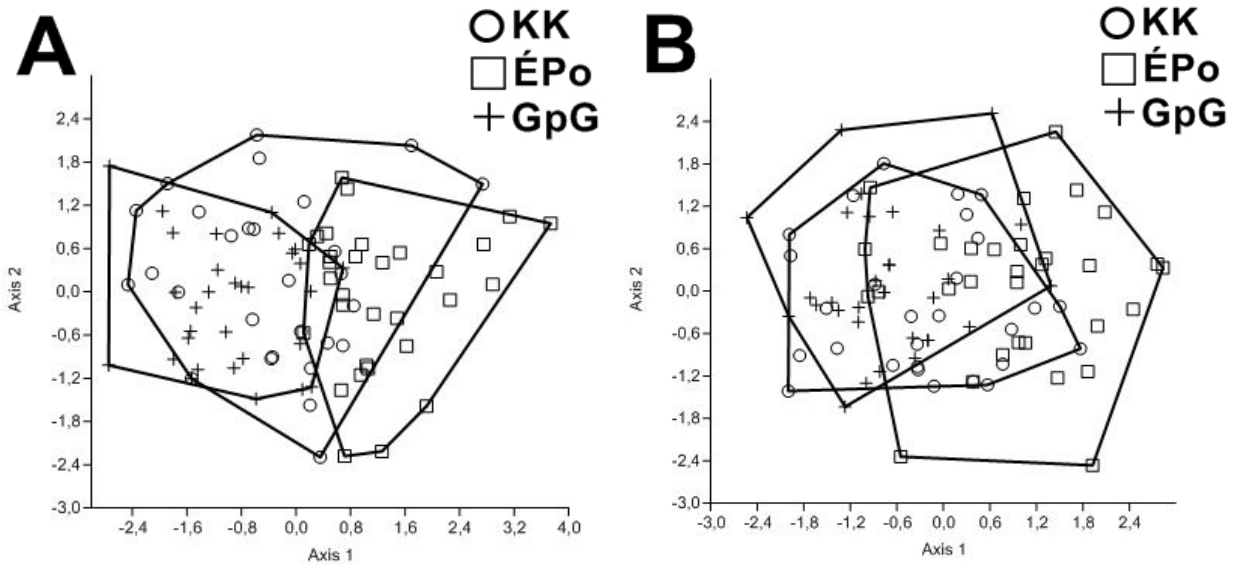 A
KK
ÉPo
GpG
2,4
1,8
1,2
0,6
0,0
-0,6
-1,2
-1,8
-2,4
-3,0
Axis 2
-2,4 -1,6 -0,8 0,0 0,8 1,6 2,4 3,2 4,0
Axis 1
B
KK
ÉPo
GpG
2,4
1,8
1,2
0,6
0,0
-0,6
-1,2
-1,8
-2,4
-3,0
Axis 2
-3,0 -2,4 -1,8 -1,2 -0,6 0,0 0,6 1,2 1,8 2,4
Axis 1